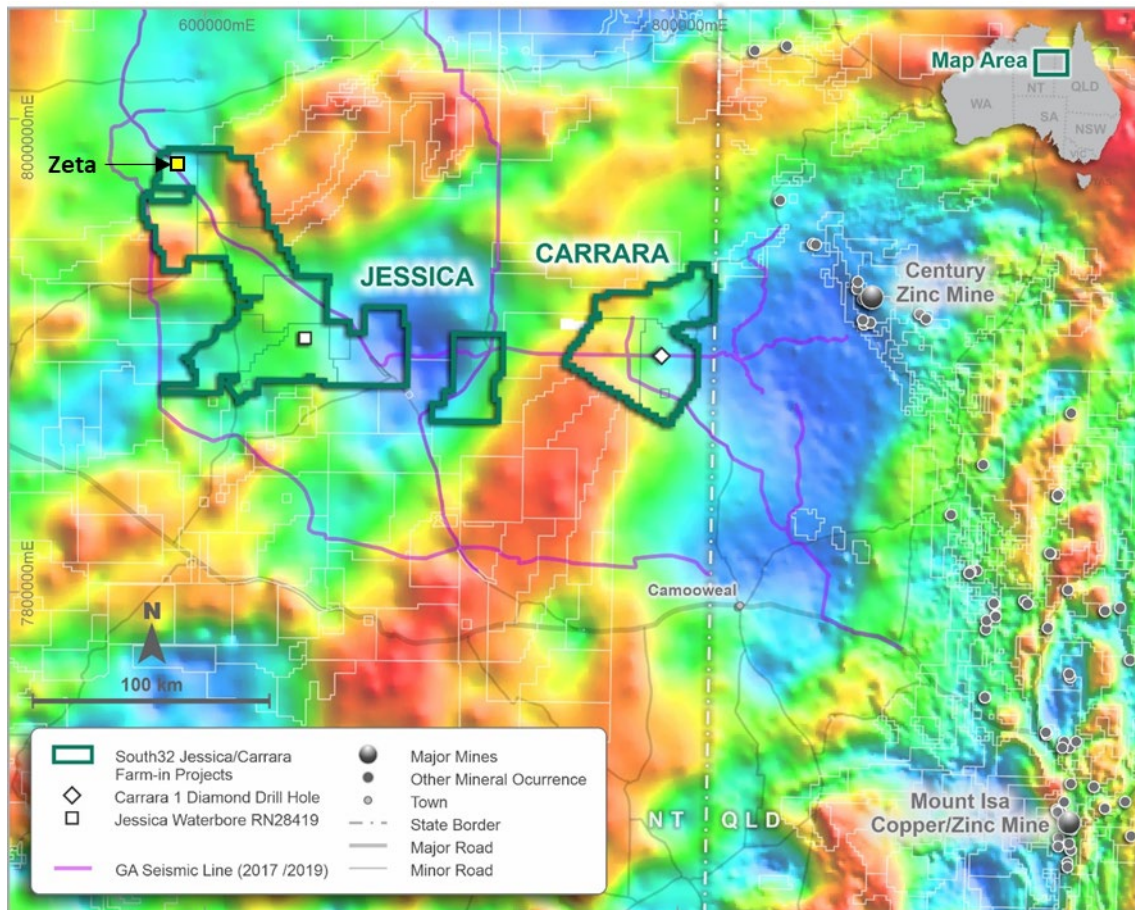 600000mE
800000mE
Map Area
NT
QLD
WA
SA
NSW
VIC
8000000mE
Zeta
CARRARA
JESSICA
Century
Zinc Mine
7800000mE
Camooweal
N
100 km
South32 Jessica/Carrara
Farm-in Projects
Carrara 1 Diamond Drill Hole
Jessica Waterbore RN28419
GA Seismic Line (2017 /2019)
Major Mines
Other Mineral Ocurrence
Town
State Border
Major Road
Minor Road
NT QLD
Mount Isa
Copper/Zinc Mine